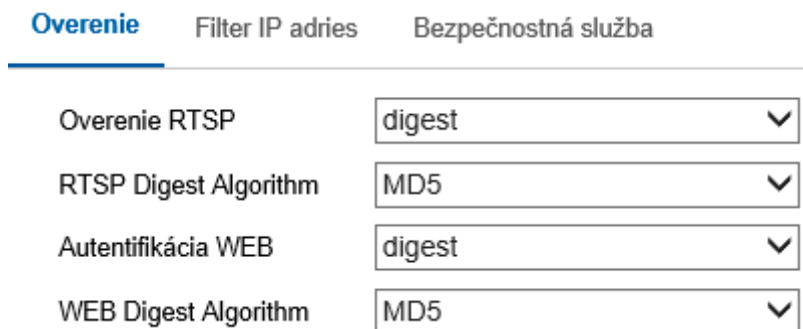 Overenie Filter IP adries Bezpečnostná služba
Overenie RTSP digest
RTSP Digest Algorithm MD5
Autentifikácia WEB digest
WEB Digest Algorithm MD5